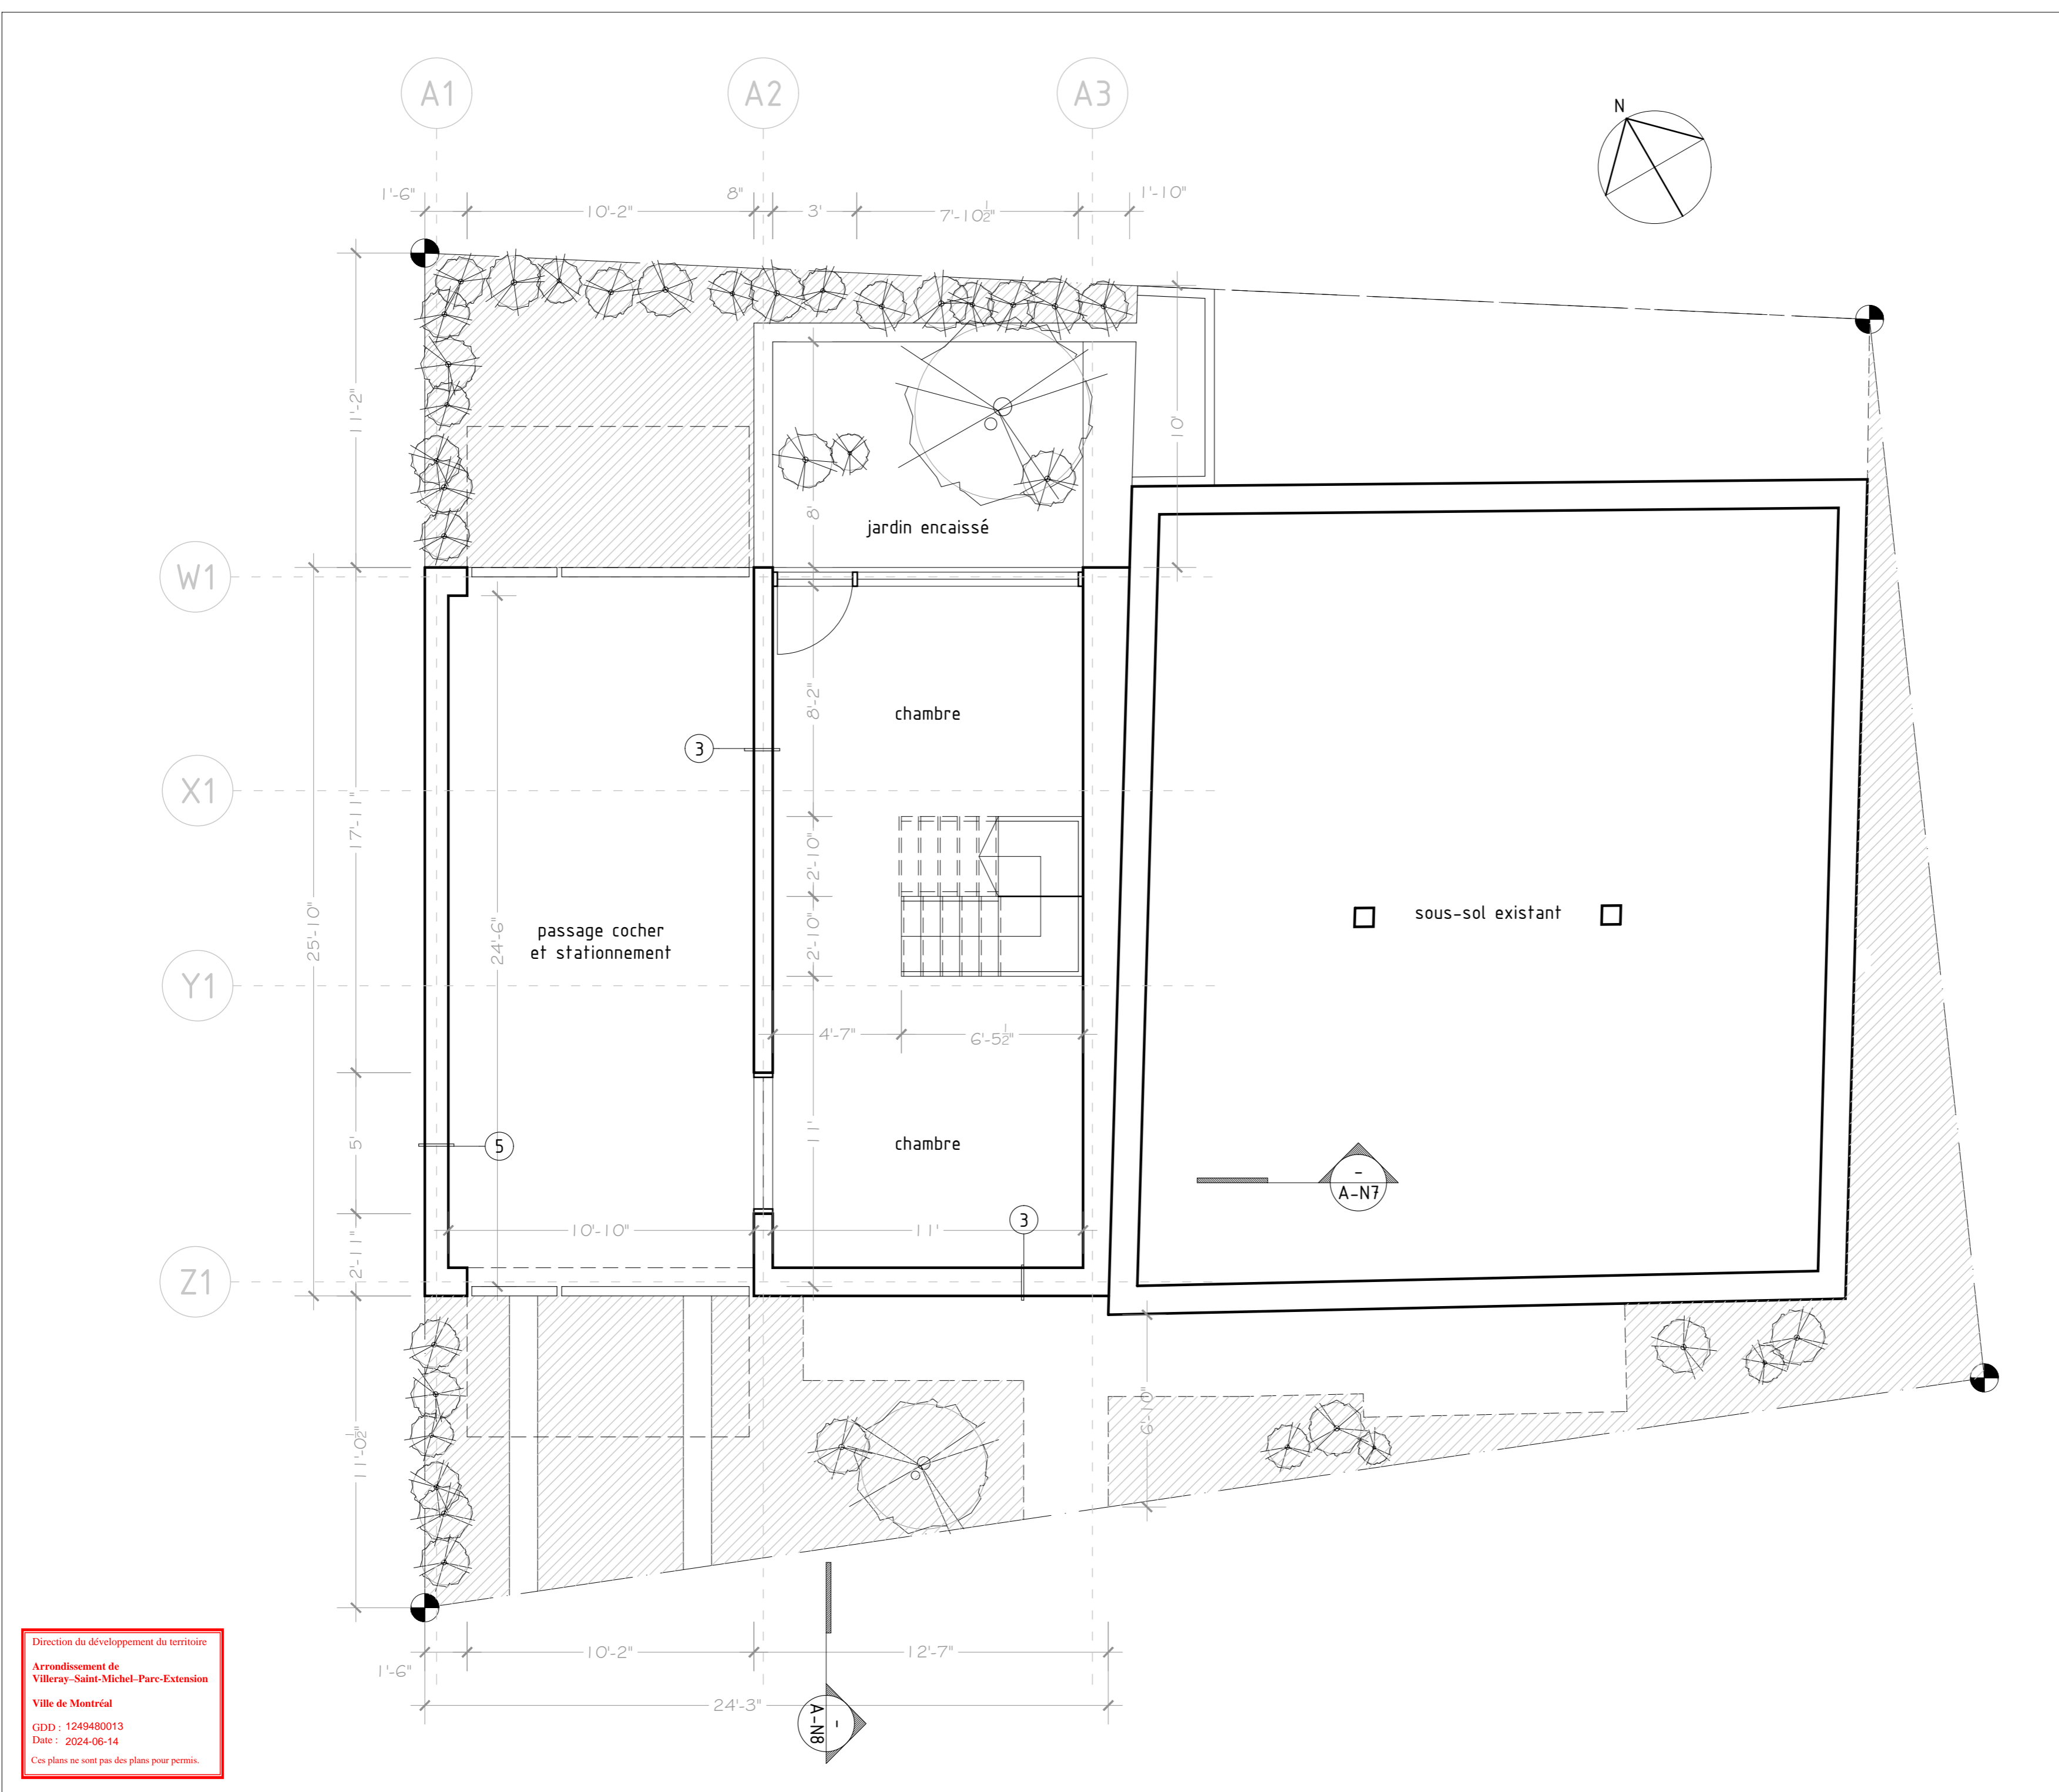 A1
A2
A3
N
1'-6"
10'-2"
8"
3'
7'-10½"
1'-10"
11'-2"
10'
8'
jardin encaissé
W1
8'-2"
chambre
3
X1
17'-1"
2'-10"
25'-10"
24'-6"
passage cocher
et stationnement
2'-10"
sous-sol existant
Y1
4'-7"
6'-5½"
5'
5
11'
chambre
-
A-N7
3
10'-10"
11'
2'-11"
Z1
6'-10"
11'-0½"
1'-6"
10'-2"
12'-7"
24'-3"
-
A-N8
Direction du développement du territoire
Arrondissement de
Villeray–Saint-Michel–Parc-Extension
Ville de Montréal
GDD : 1249480013
Date : 2024-06-14
Ces plans ne sont pas des plans pour permis.